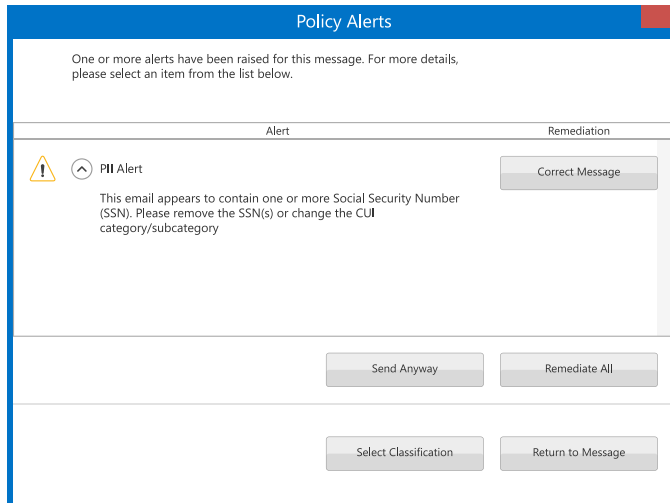 Policy Alerts
One or more alerts have been raised for this message. For more details,
please select an item from the list below.
Alert Remediation
PII Alert Correct Message
This email appears to contain one or more Social Security Number
(SSN). Please remove the SSN(s) or change the CUI
category/subcategory
Send Anyway Remediate All
Select Classification Return to Message